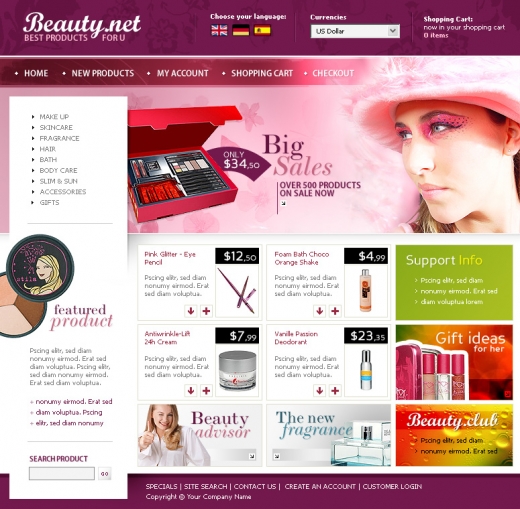 Beauty.net
BEST PRODUCTS FOR U
Choose your language:
Currencies
US Dollar
Shopping Cart:
now in your shopping cart
0 items
HOME
NEW PRODUCTS
MY ACCOUNT
SHOPPING CART
CHECKOUT
MAKE UP
SKINCARE
FRAGRANCE
HAIR
BATH
BODY CARE
SLIM & SUN
ACCESSORIES
GIFTS
ONLY
$34,50
Big
Sales
OVER 500 PRODUCTS
ON SALE NOW
stila
featured
product
Pscing elitr, sed diam
nonumy eirmod. Erat
sed diam voluptua.
Pscing elitr, sed diam
nonumy eirmod. Erat
sed diam voluptua.
nonumy eirmod. Erat sed
diam voluptua. Pscing
elitr, sed diam nonumy
SEARCH PRODUCT
GO
Pink Glitter - Eye
Pencil
$12,50
Pscing elitr, sed diam
nonumy eirmod. Erat
sed diam voluptua.
Foam Bath Choco
Orange Shake
$4,99
Pscing elitr, sed diam
nonumy eirmod. Erat
sed diam voluptua.
Support Info
Pscing elitr, sed diam
nonumy eirmod. Erat sed
diam voluptua lorem
Antiwrinkle-Lift
24h Cream
$7,99
Pscing elitr, sed diam
nonumy eirmod. Erat
sed diam voluptua.
Vanille Passion
Deodorant
$23,35
Pscing elitr, sed diam
nonumy eirmod. Erat
sed diam voluptua.
Gift ideas
for her
Beauty
advisor
The new
fragrance
Beauty.club
Pscing elitr, sed diam
nonumy eirmod. Erat
sed diam voluptua.
SPECIALS | SITE SEARCH | CONTACT US | CREATE AN ACCOUNT | CUSTOMER LOGIN
Copyright © Your Company Name